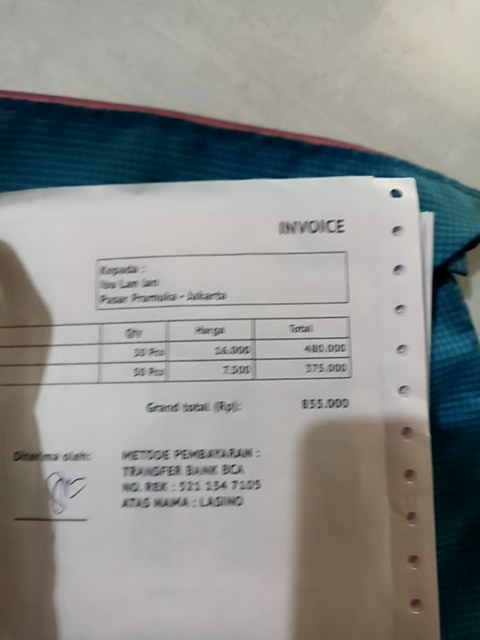 INVOICE
Kepada :
Ibu Lan lan
Pasar Pramuka - Jakarta
Qty Harga Total
30 Pcs 16.000 480.000
50 Pcs 7.500 375.000
Grand total (Rp): 855.000
Diterima oleh:
METODE PEMBAYARAN :
TRANSFER BANK BCA
NO. REK : 521 154 7105
ATAS NAMA : LASINO